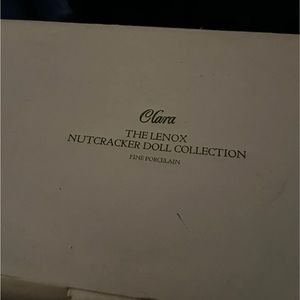 Clara
THE LENOX
NUTCRACKER DOLL COLLECTION
FINE PORCELAIN